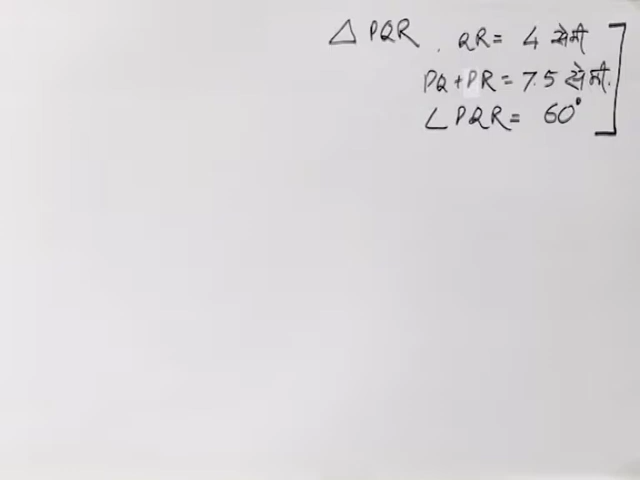 △ PQR . QR = 4 सेमी
PQ + PR = 7.5 सेमी.
∠ PQR = 60°